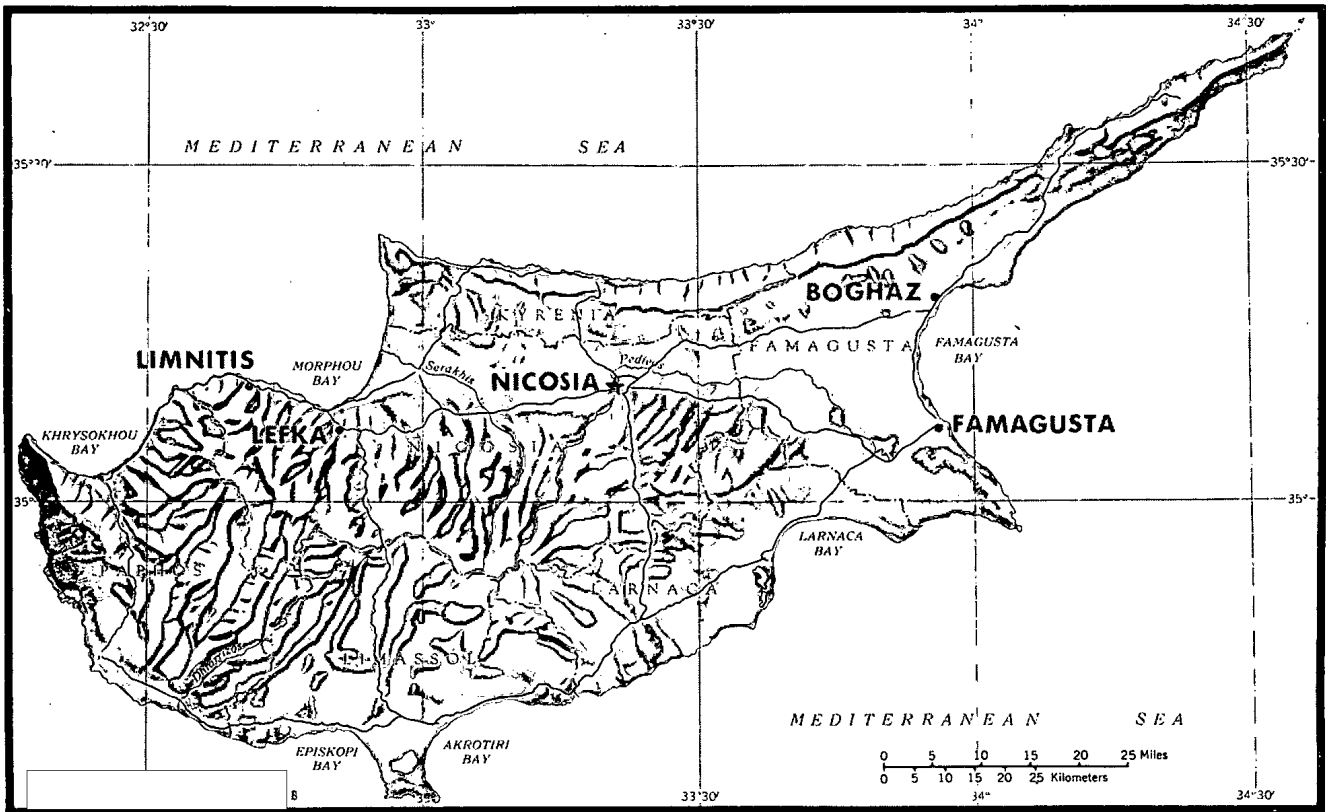 32°30'
33°
33°30'
34°
34°30'
MEDITERRANEAN SEA
35°30'
35°30'
BOGHAZ
KYRENIA
FAMAGUSTA
FAMAGUSTA
BAY
LIMNITIS
MORPHOU
BAY
Serakhis
Pedieos
NICOSIA
LEFKA
FAMAGUSTA
KHRYSOKHOU
BAY
NICOSIA
35°
35°
LARNACA
BAY
PAPHOS
LARNACA
Dhiarizos
LIMASSOL
MEDITERRANEAN SEA
EPISKOPI
BAY
AKROTIRI
BAY
0 5 10 15 20 25 Miles
0 5 10 15 20 25 Kilometers
B
33°
33°30'
34°
34°30'